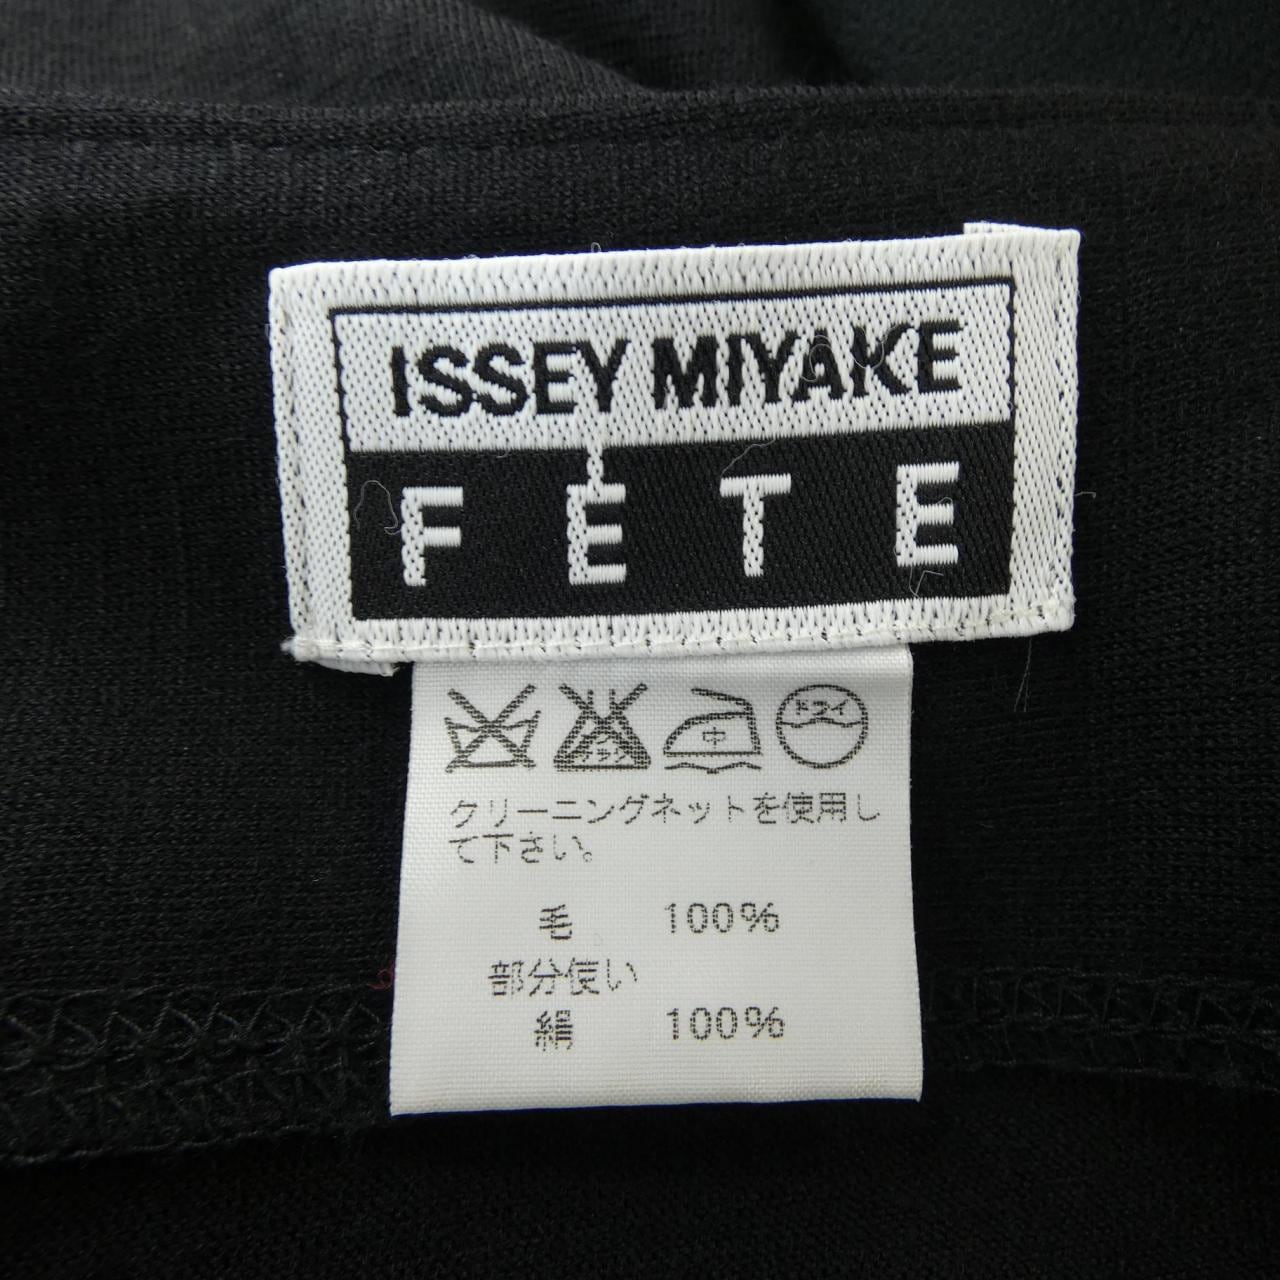 ISSEY MIYAKE
FETE
中
ドライ
クリーニングネットを使用し
て下さい。
毛 100%
部分使い
絹 100%